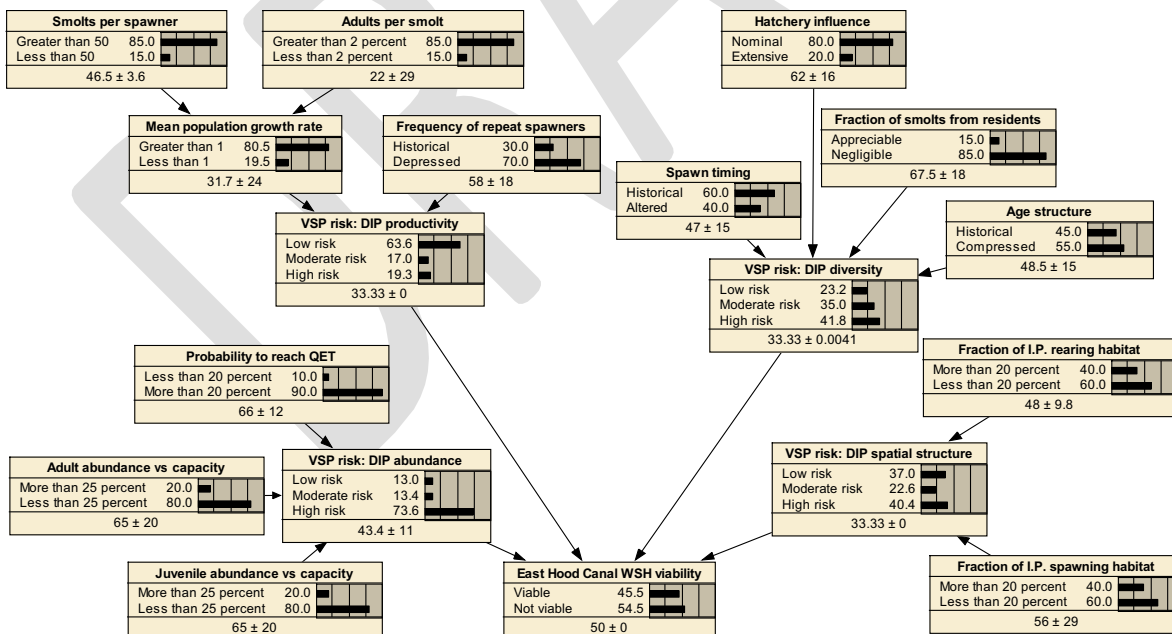 Smolts per spawner
Greater than 50 85.0
Less than 50 15.0
46.5 ± 3.6
Adults per smolt
Greater than 2 percent 85.0
Less than 2 percent 15.0
22 ± 29
Hatchery influence
Nominal 80.0
Extensive 20.0
62 ± 16
Mean population growth rate
Greater than 1 80.5
Less than 1 19.5
31.7 ± 24
Frequency of repeat spawners
Historical 30.0
Depressed 70.0
58 ± 18
Fraction of smolts from residents
Appreciable 15.0
Negligible 85.0
67.5 ± 18
Spawn timing
Historical 60.0
Altered 40.0
47 ± 15
Age structure
Historical 45.0
Compressed 55.0
48.5 ± 15
VSP risk: DIP productivity
Low risk 63.6
Moderate risk 17.0
High risk 19.3
33.33 ± 0
VSP risk: DIP diversity
Low risk 23.2
Moderate risk 35.0
High risk 41.8
33.33 ± 0.0041
Probability to reach QET
Less than 20 percent 10.0
More than 20 percent 90.0
66 ± 12
Fraction of I.P. rearing habitat
More than 20 percent 40.0
Less than 20 percent 60.0
48 ± 9.8
Adult abundance vs capacity
More than 25 percent 20.0
Less than 25 percent 80.0
65 ± 20
VSP risk: DIP abundance
Low risk 13.0
Moderate risk 13.4
High risk 73.6
43.4 ± 11
VSP risk: DIP spatial structure
Low risk 37.0
Moderate risk 22.6
High risk 40.4
33.33 ± 0
Juvenile abundance vs capacity
More than 25 percent 20.0
Less than 25 percent 80.0
65 ± 20
East Hood Canal WSH viability
Viable 45.5
Not viable 54.5
50 ± 0
Fraction of I.P. spawning habitat
More than 20 percent 40.0
Less than 20 percent 60.0
56 ± 29